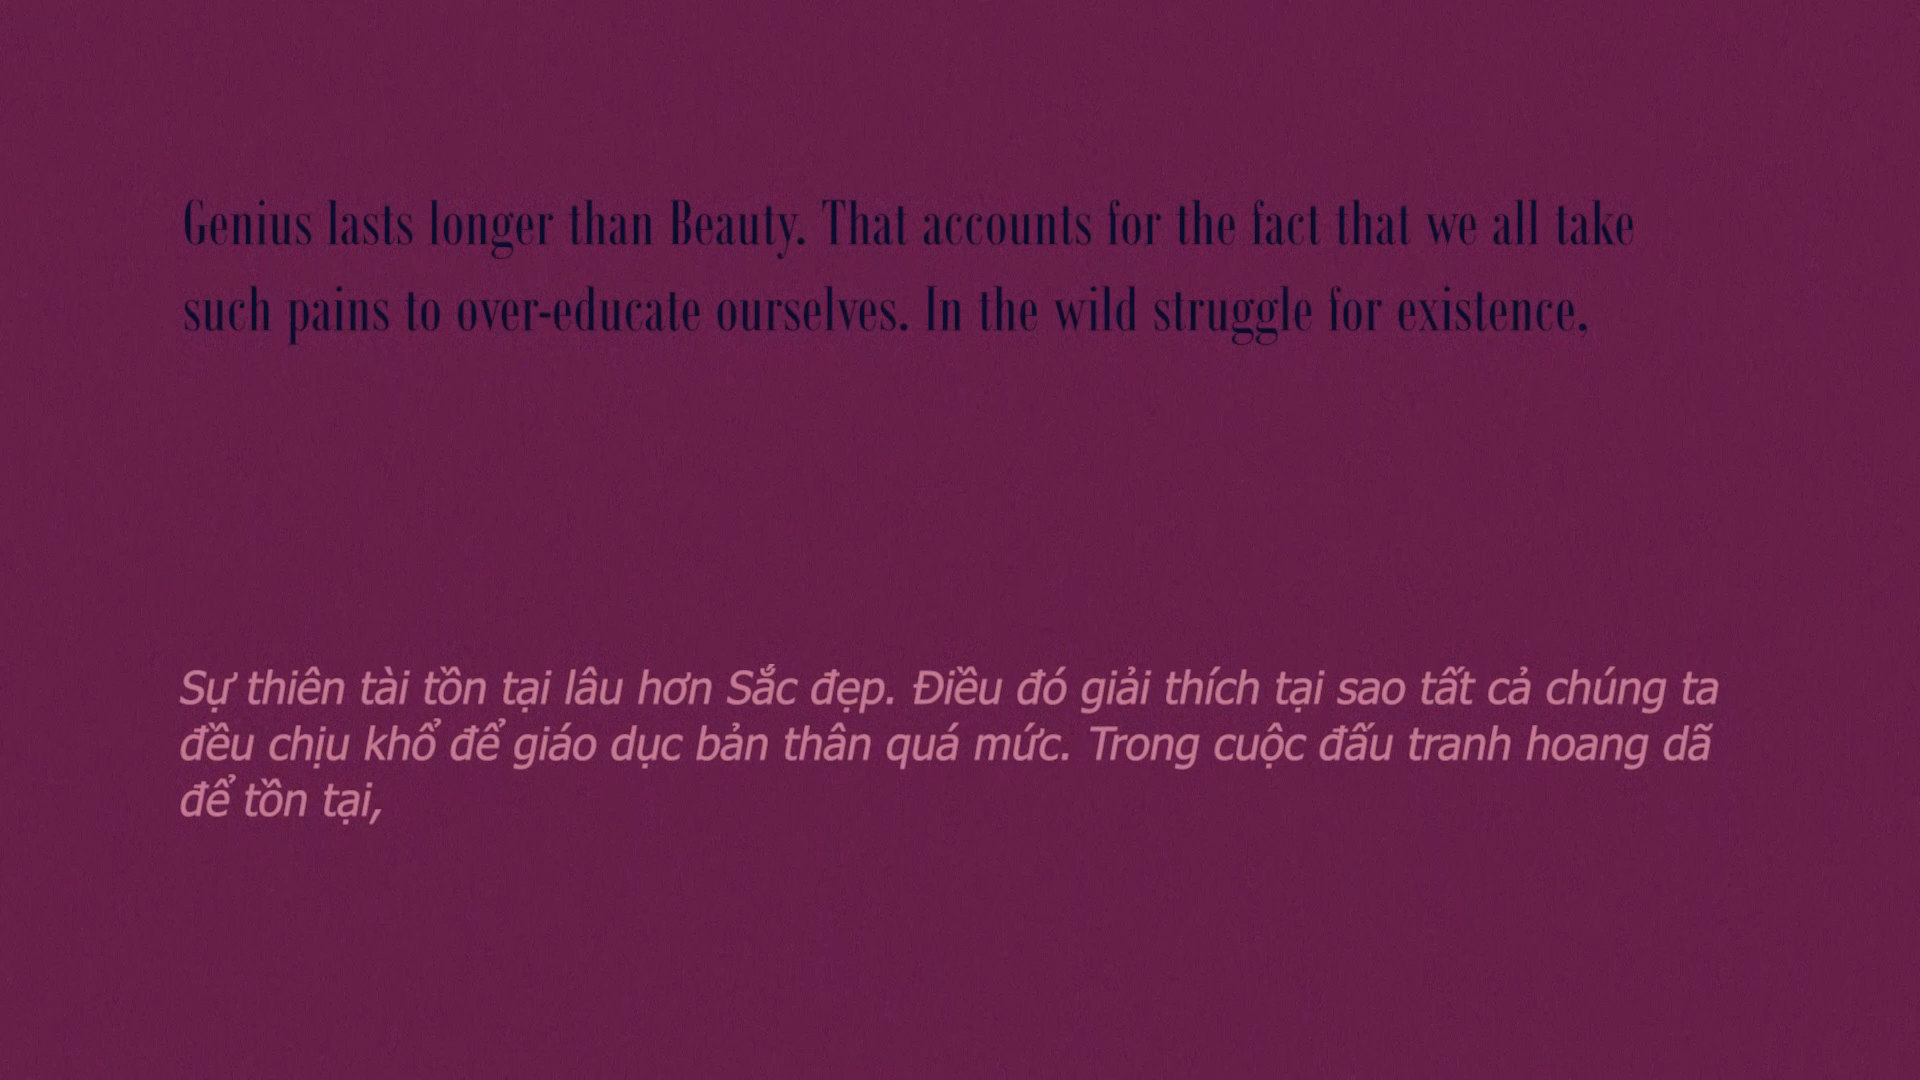 Genius lasts longer than Beauty. That accounts for the fact that we all take
such pains to over-educate ourselves. In the wild struggle for existence,
Sự thiên tài tồn tại lâu hơn Sắc đẹp. Điều đó giải thích tại sao tất cả chúng ta
đều chịu khổ để giáo dục bản thân quá mức. Trong cuộc đấu tranh hoang dã
để tồn tại,